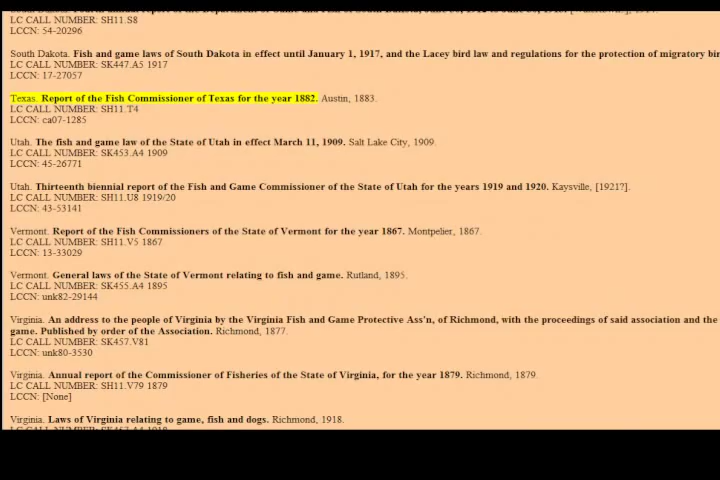 LC CALL NUMBER: SH11.S8
LCCN: 54-20296
South Dakota. Fish and game laws of South Dakota in effect until January 1, 1917, and the Lacey bird law and regulations for the protection of migratory
LC CALL NUMBER: SK447.A5 1917
LCCN: 17-27057
Texas. Report of the Fish Commissioner of Texas for the year 1882. Austin, 1883.
LC CALL NUMBER: SH11.T4
LCCN: ca07-1285
Utah. The fish and game law of the State of Utah in effect March 11, 1909. Salt Lake City, 1909.
LC CALL NUMBER: SK453.A4 1909
LCCN: 45-26771
Utah. Thirteenth biennial report of the Fish and Game Commissioner of the State of Utah for the years 1919 and 1920. Kaysville, [1921?].
LC CALL NUMBER: SH11.U8 1919/20
LCCN: 43-53141
Vermont. Report of the Fish Commissioners of the State of Vermont for the year 1867. Montpelier, 1867.
LC CALL NUMBER: SH11.V5 1867
LCCN: 13-33029
Vermont. General laws of the State of Vermont relating to fish and game. Rutland, 1895.
LC CALL NUMBER: SK455.A4 1895
LCCN: unk82-29144
Virginia. An address to the people of Virginia by the Virginia Fish and Game Protective Ass'n, of Richmond, with the proceedings of said association and the
game. Published by order of the Association. Richmond, 1877.
LC CALL NUMBER: SK457.V81
LCCN: unk80-3530
Virginia. Annual report of the Commissioner of Fisheries of the State of Virginia, for the year 1879. Richmond, 1879.
LC CALL NUMBER: SH11.V79 1879
LCCN: [None]
Virginia. Laws of Virginia relating to game, fish and dogs. Richmond, 1918.
LC CALL NUMBER: SK457.A4 1918